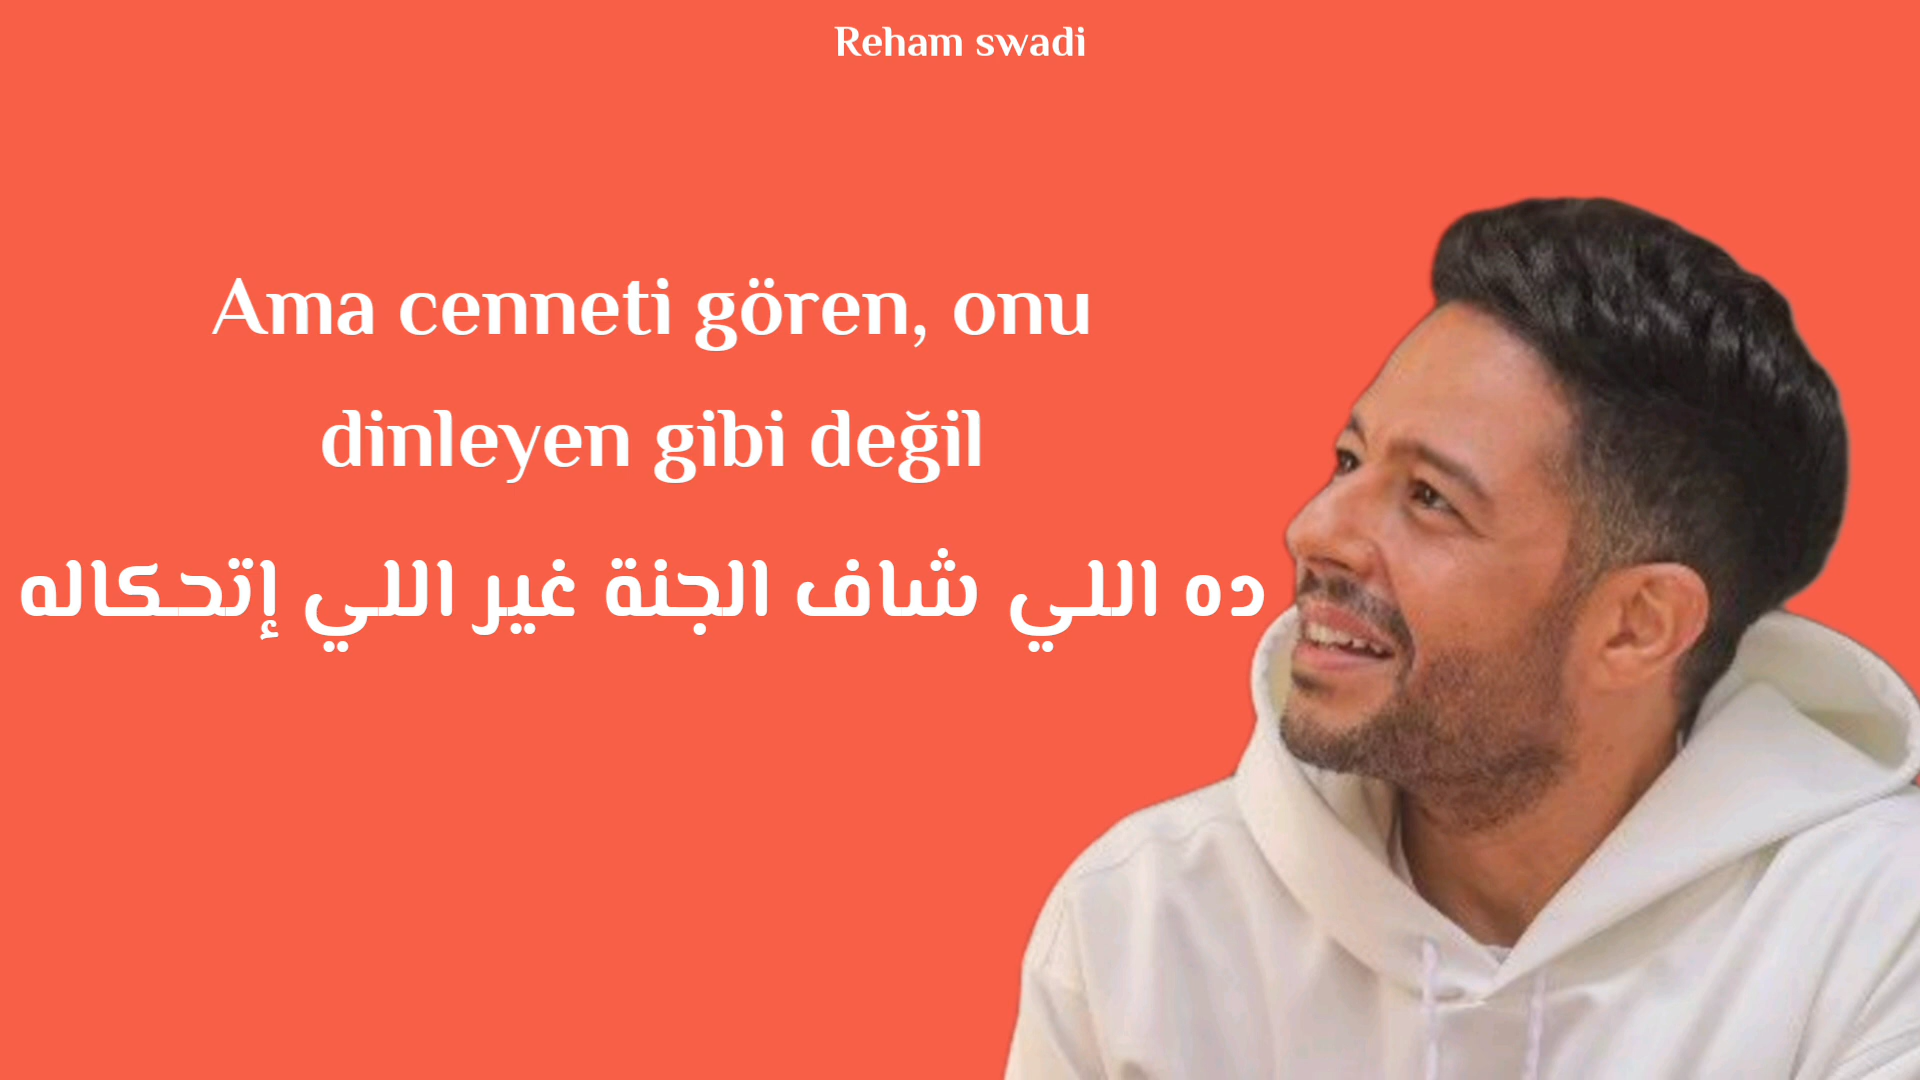 Reham swadi
Ama cenneti gören, onu
dinleyen gibi değil
ده اللي شاف الجنة غير اللي إتحكاله